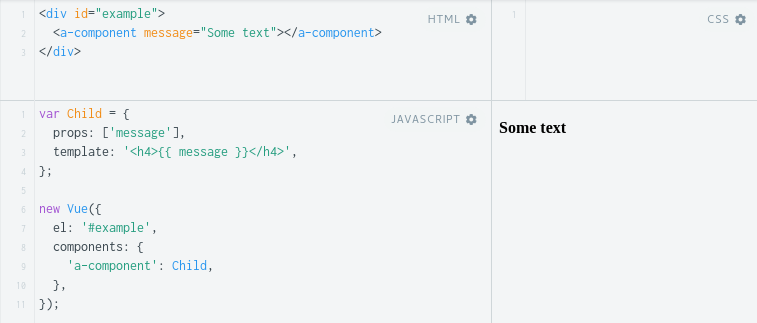 1 <div id="example">
2   <a-component message="Some text"></a-component>
3 </div>
HTML
1
CSS
1 var Child = {
2   props: ['message'],
3   template: '<h4>{{ message }}</h4>',
4 };
5
6 new Vue({
7   el: '#example',
8   components: {
9     'a-component': Child,
10   },
11 });
JAVASCRIPT
Some text